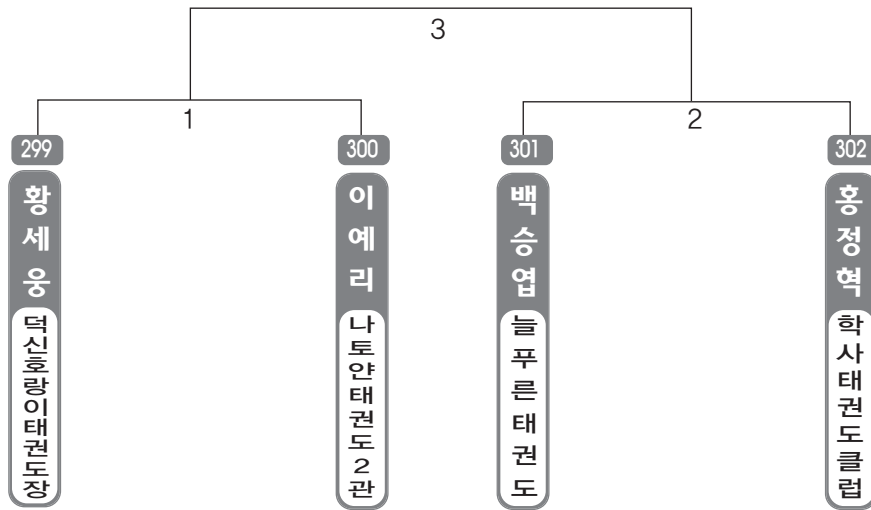 3
1
2
299
황세웅
덕신호랑이태권도장
300
이예리
나토얀태권도2관
301
백승엽
늘푸른태권도
302
홍정혁
학사태권도클럽